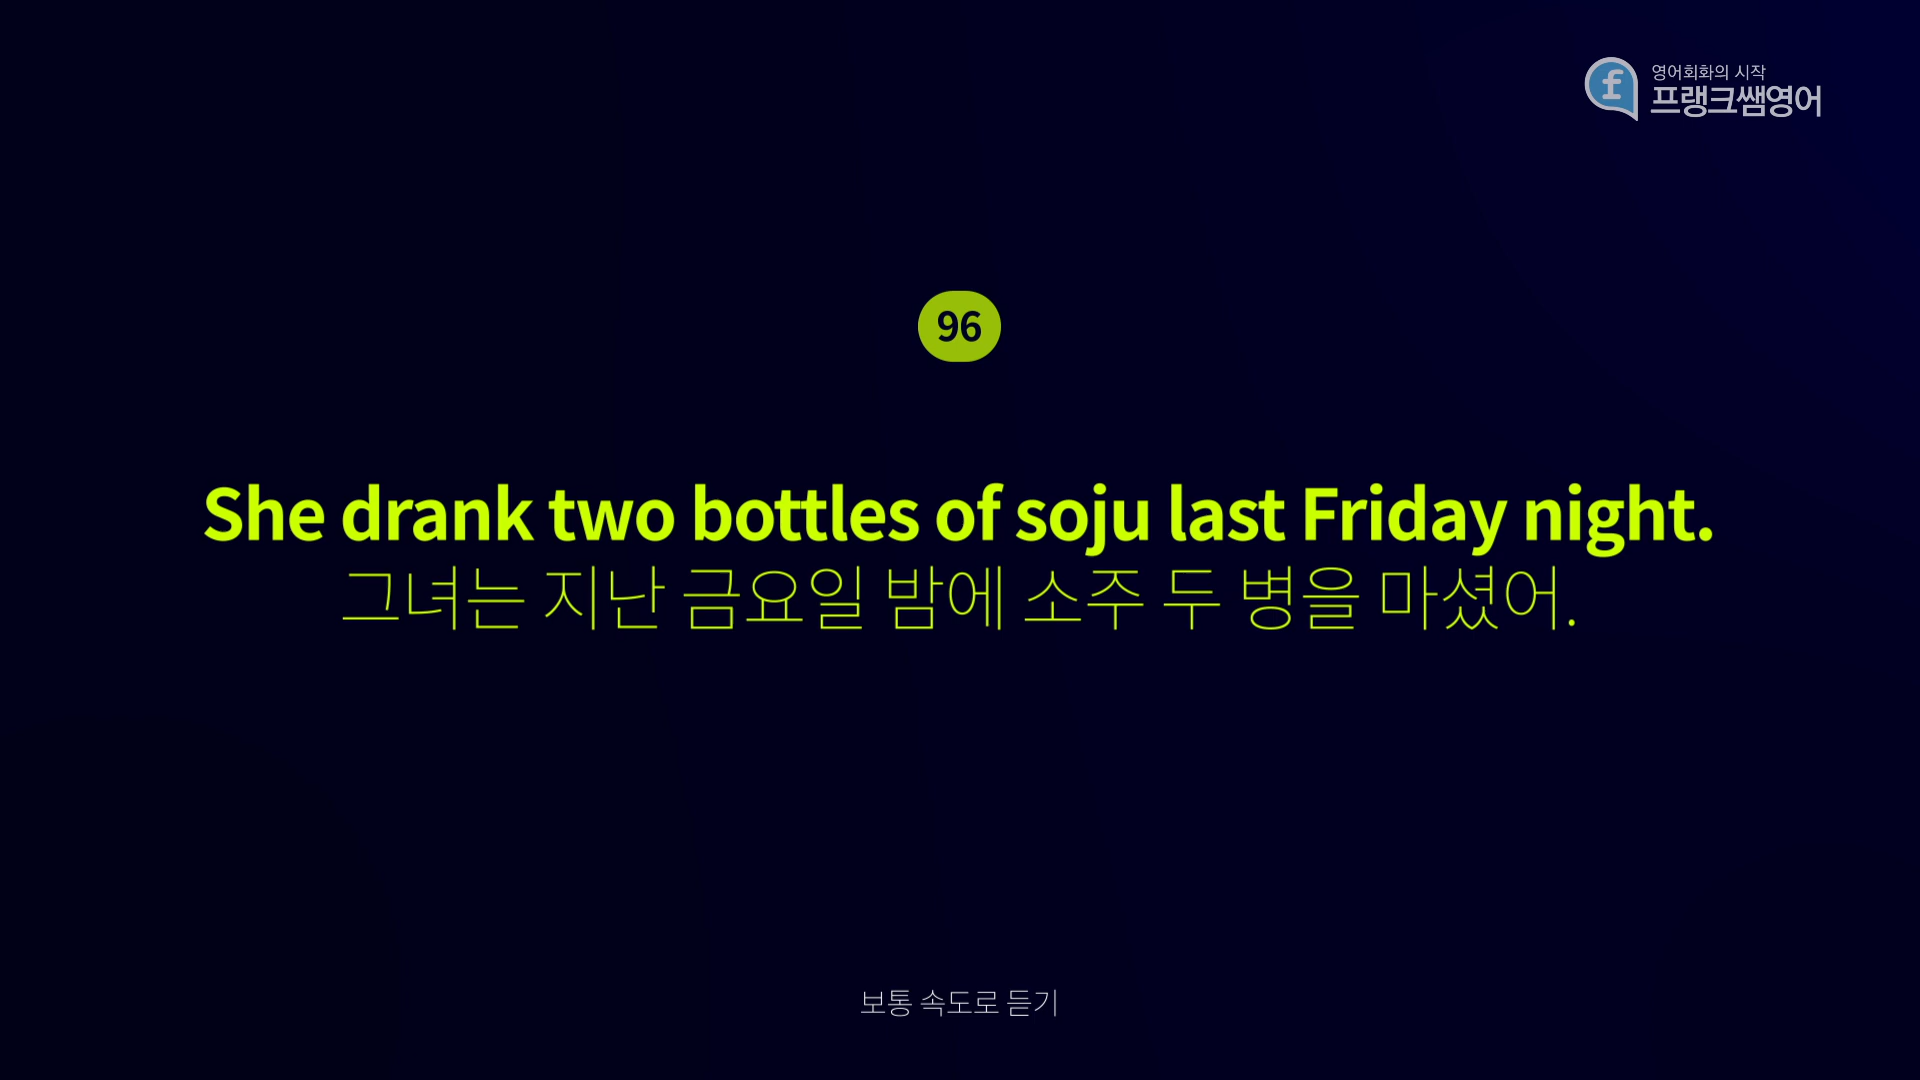 영어회화의 시작
프랭크쌤영어
96
She drank two bottles of soju last Friday night.
그녀는 지난 금요일 밤에 소주 두 병을 마셨어.
보통 속도로 듣기